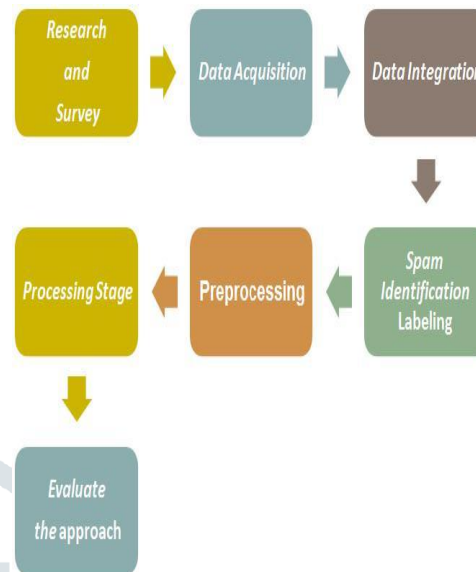 Research
and
Survey
Data Acquisition
Data Integration
Spam
Identification
Labeling
Preprocessing
Processing Stage
Evaluate
the approach